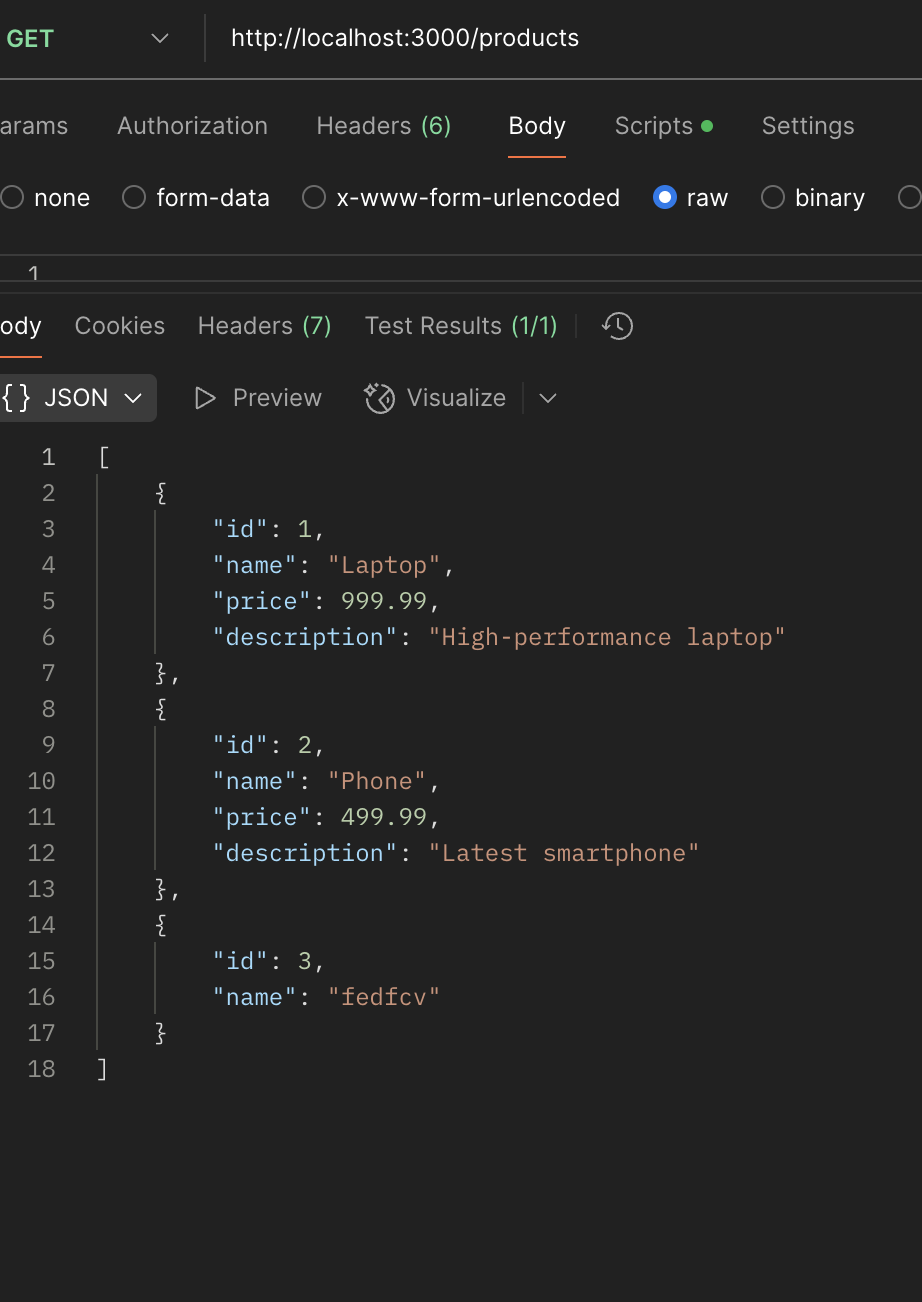 GET http://localhost:3000/products
arams Authorization Headers (6) Body Scripts Settings
none form-data x-www-form-urlencoded raw binary
1
ody Cookies Headers (7) Test Results (1/1)
{} JSON Preview Visualize
1 [
2 {
3 "id": 1,
4 "name": "Laptop",
5 "price": 999.99,
6 "description": "High-performance laptop"
7 },
8 {
9 "id": 2,
10 "name": "Phone",
11 "price": 499.99,
12 "description": "Latest smartphone"
13 },
14 {
15 "id": 3,
16 "name": "fedfcv"
17 }
18 ]